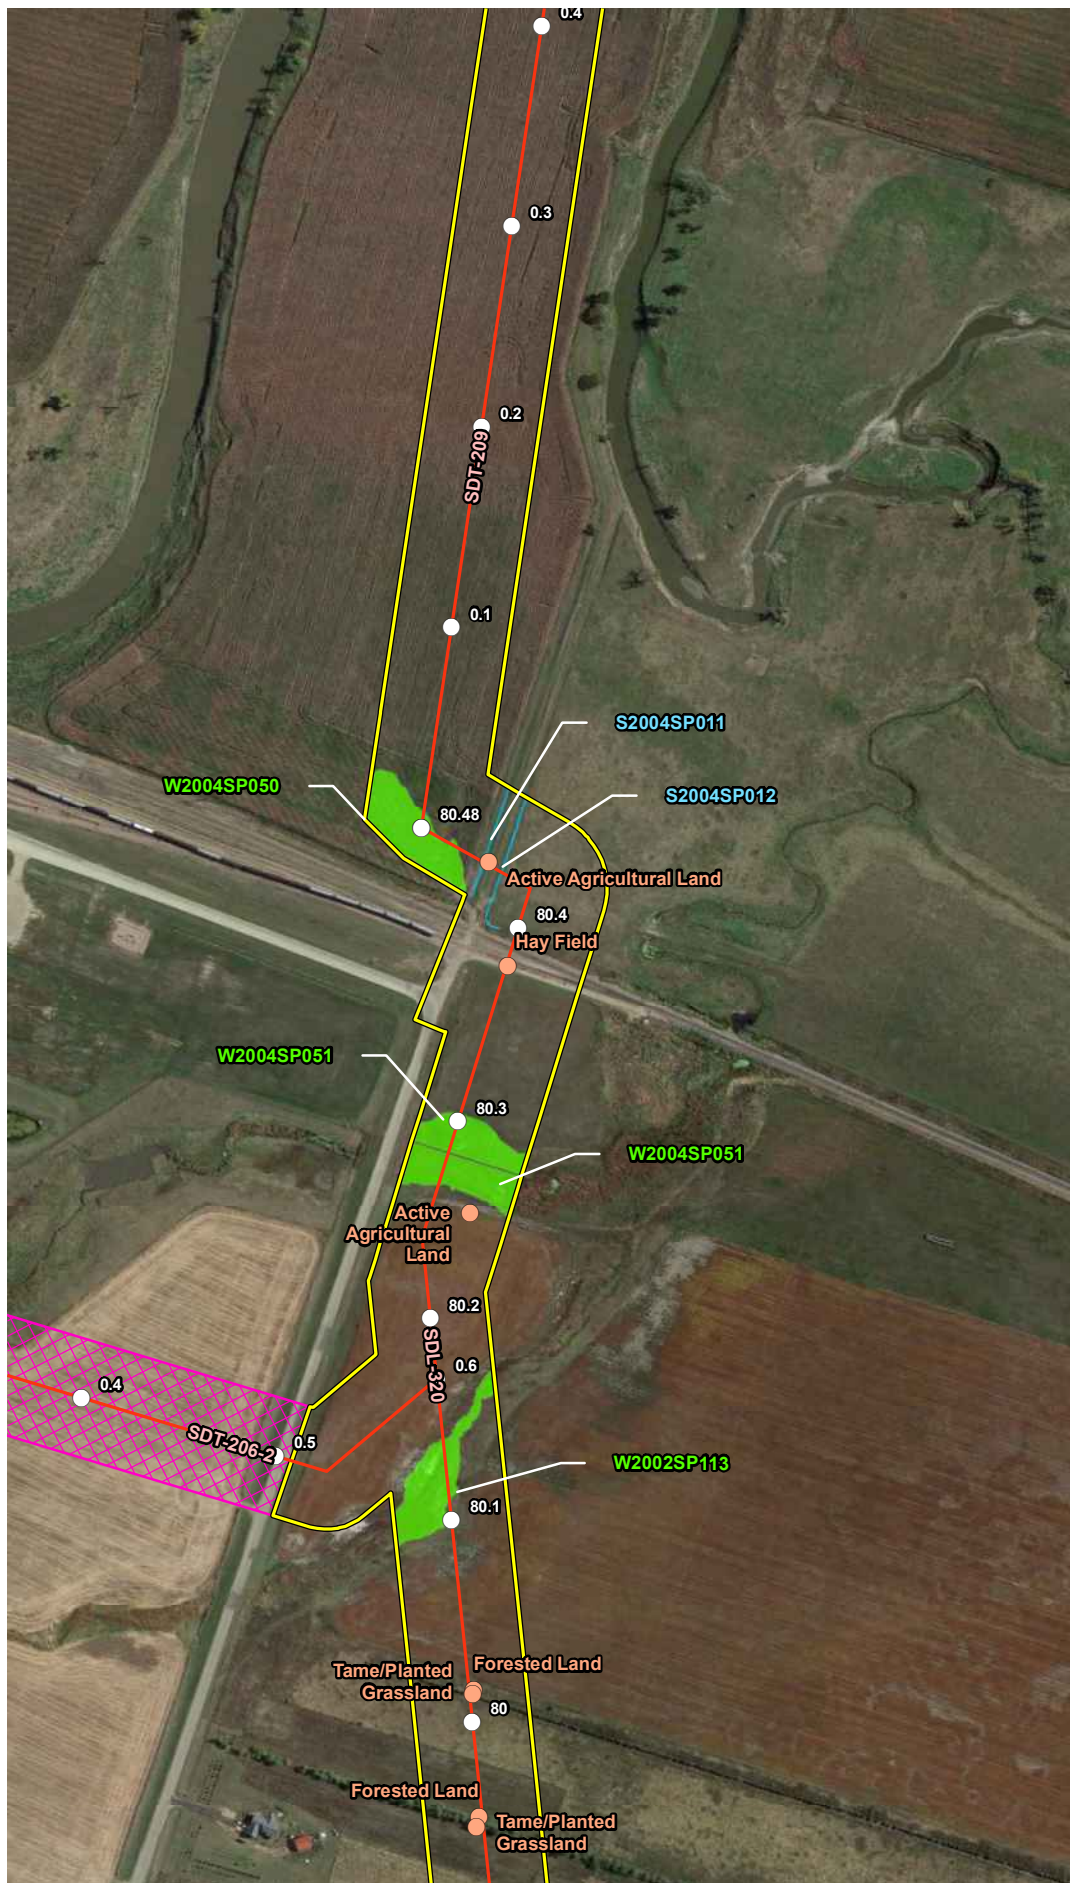 0.4
0.3
0.2
SDT-209
0.1
S2004SP011
W2004SP050
S2004SP012
80.48
Active Agricultural Land
80.4
Hay Field
W2004SP051
80.3
W2004SP051
Active
Agricultural
Land
80.2
SDL-320
0.6
0.4
SDT-206-2
0.5
W2002SP113
80.1
Forested Land
Tame/Planted
Grassland
80
Forested Land
Tame/Planted
Grassland